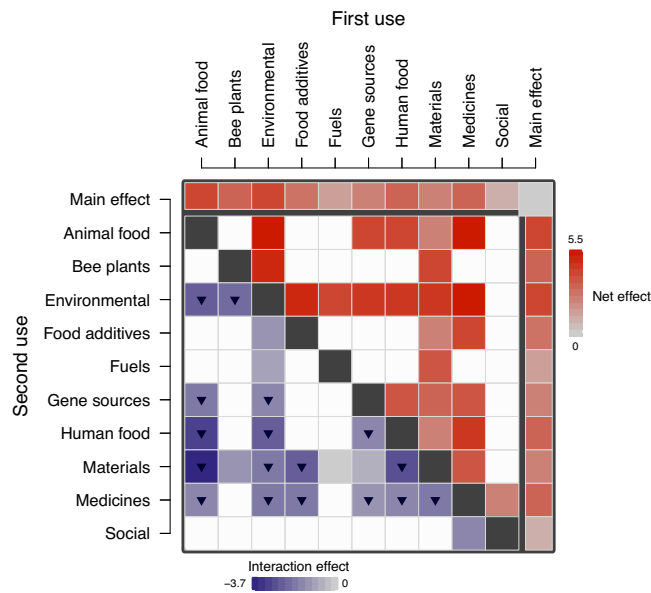 First use
Animal food
Bee plants
Environmental
Food additives
Fuels
Gene sources
Human food
Materials
Medicines
Social
Main effect
Second use
Main effect
Animal food
Bee plants
Environmental
Food additives
Fuels
Gene sources
Human food
Materials
Medicines
Social
5.5
Net effect
0
Interaction effect
−3.7 0